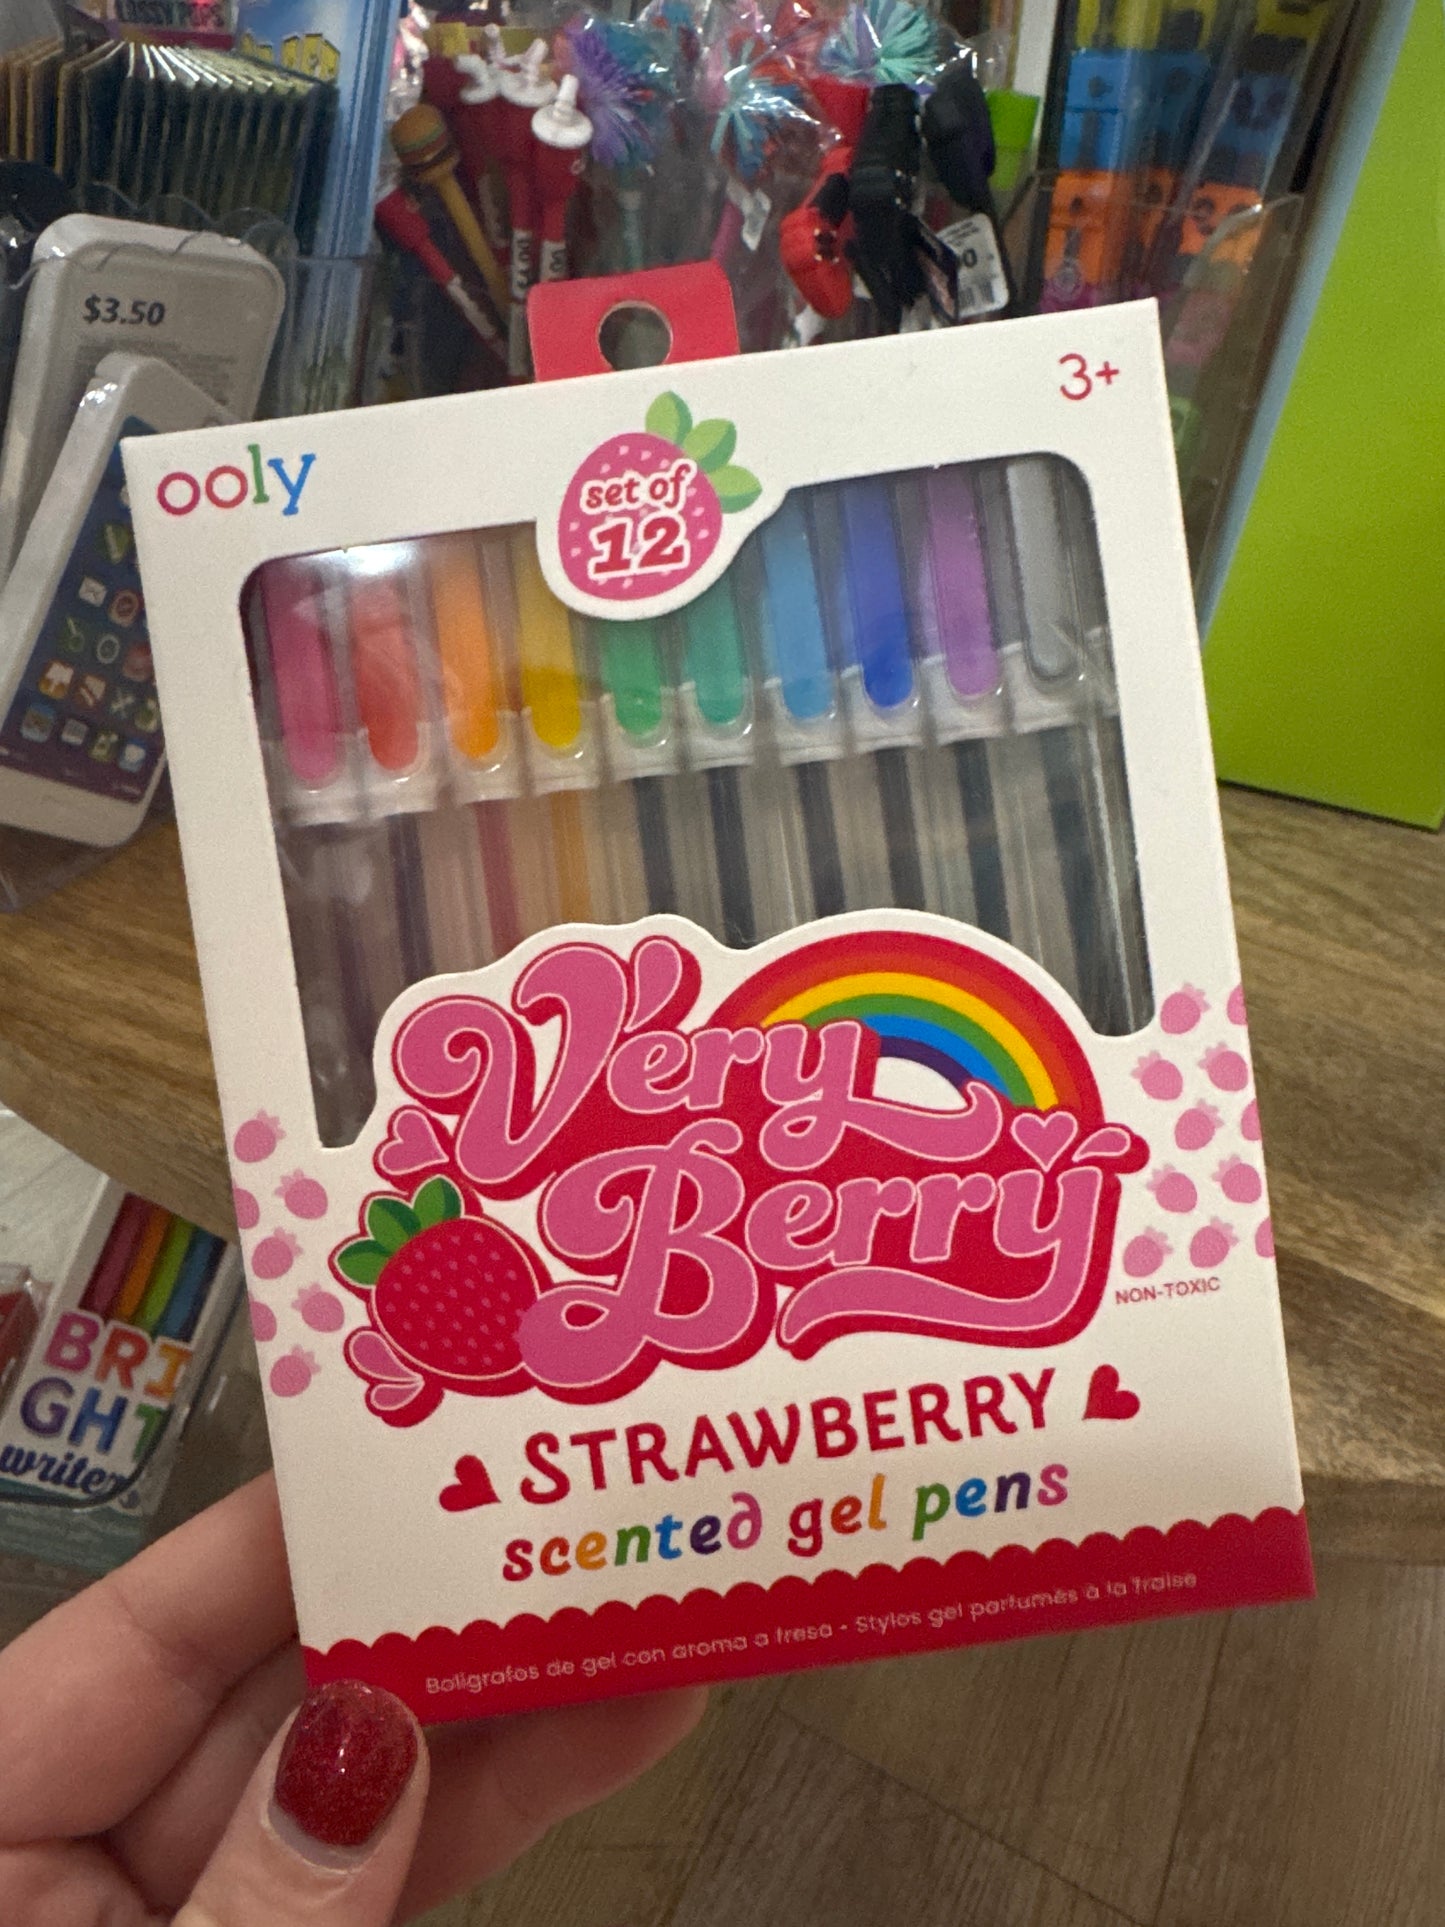 $3.50
ooly
set of
12
3+
Very
Berry
NON-TOXIC
STRAWBERRY
scented gel pens
Bolígrafos de gel con aroma a fresa • Stylos gel parfumés à la fraise
BRI
GHT
writers